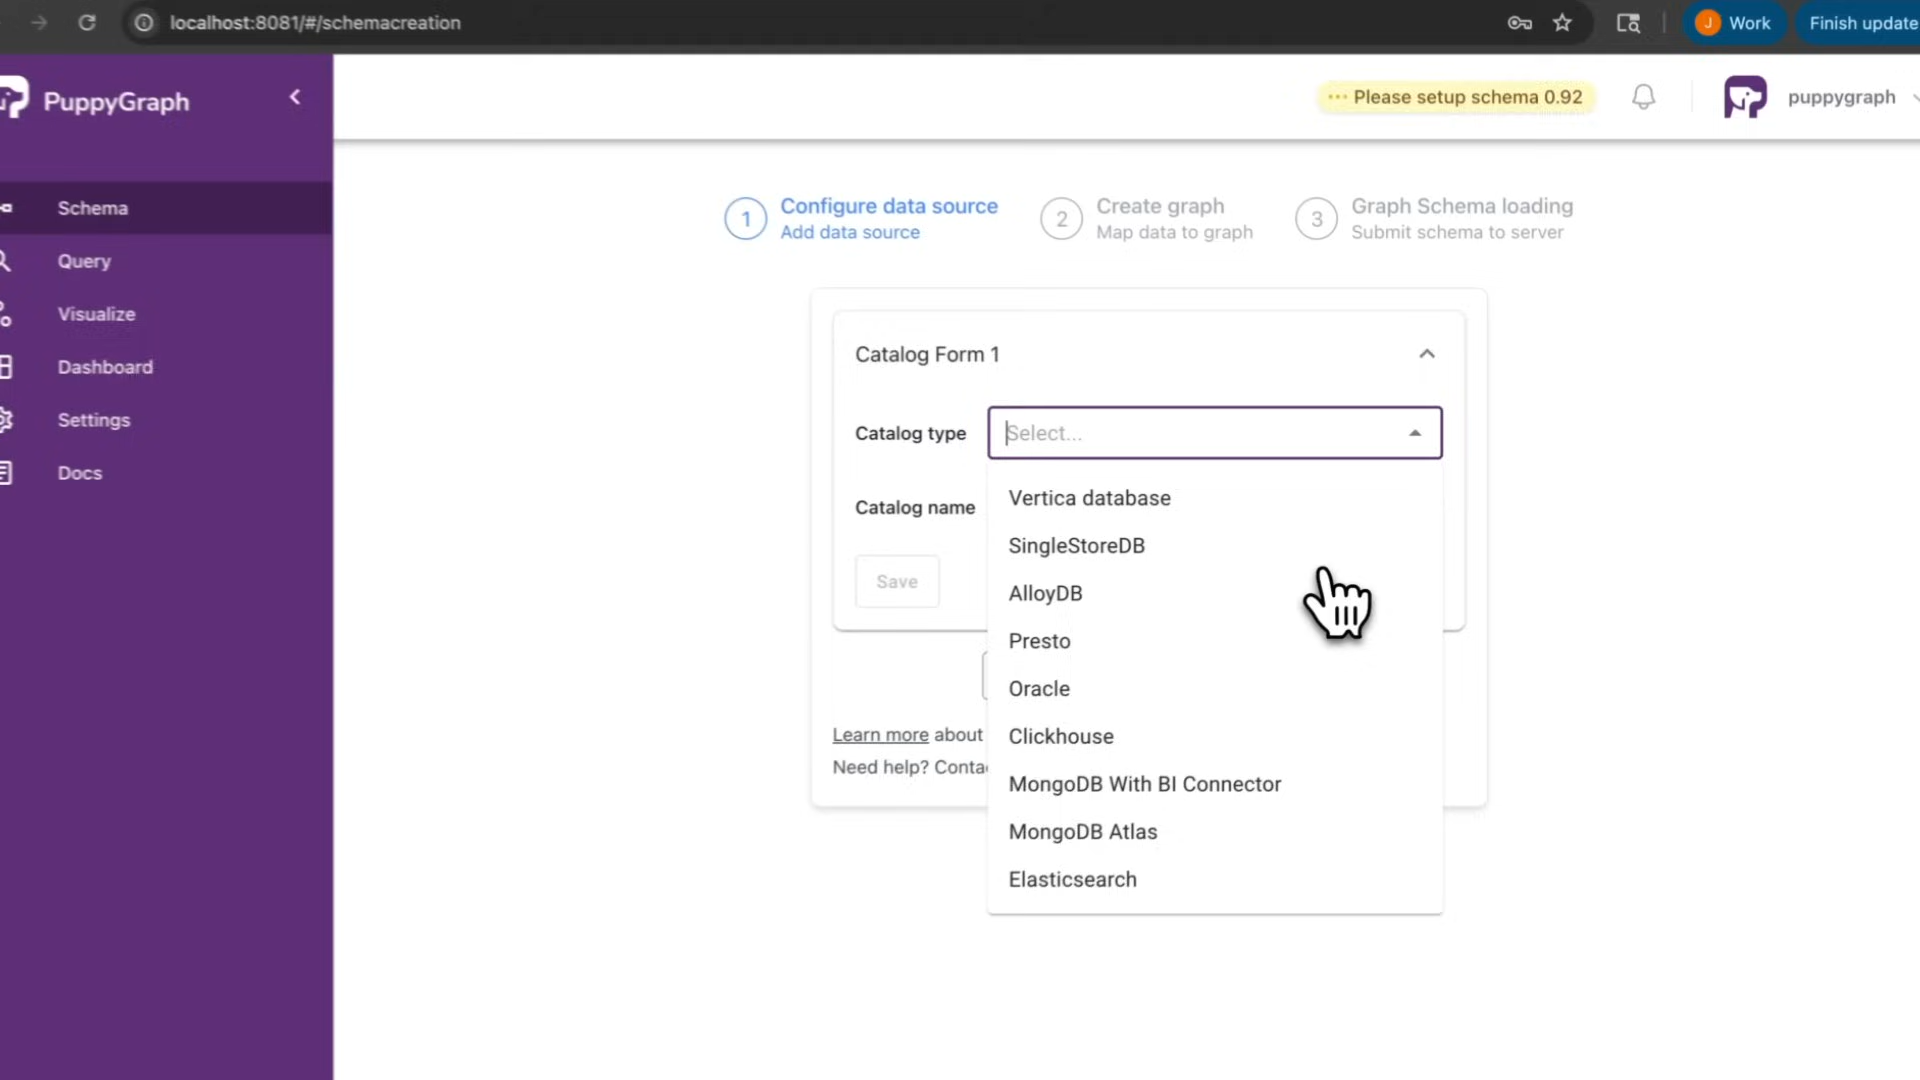 localhost:8081/#/schemacreation
J Work
Finish update
PuppyGraph
Please setup schema 0.92
puppygraph
Schema
Query
Visualize
Dashboard
Settings
Docs
1 Configure data source
Add data source
2 Create graph
Map data to graph
3 Graph Schema loading
Submit schema to server
Catalog Form 1
Catalog type
Select...
Catalog name
Save
Learn more about
Need help?
Vertica database
SingleStoreDB
AlloyDB
Presto
Oracle
Clickhouse
MongoDB With BI Connector
MongoDB Atlas
Elasticsearch